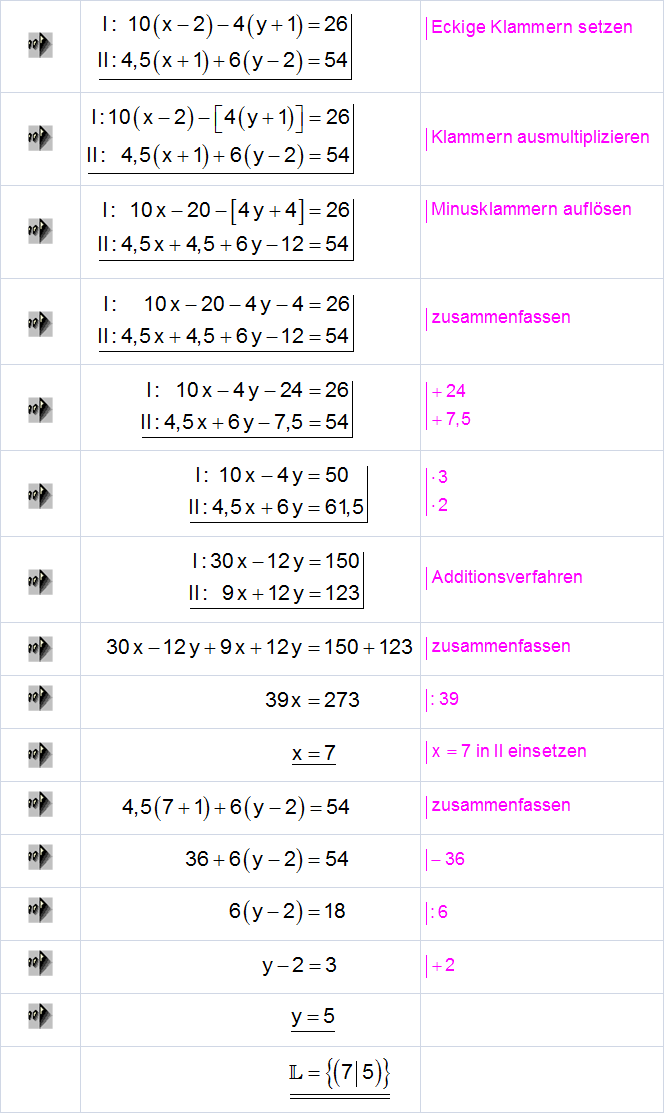 I: 10(x − 2) − 4(y + 1) = 26 | Eckige Klammern setzen
II: 4,5(x + 1) + 6(y − 2) = 54
I: 10(x − 2) − [4(y + 1)] = 26
II: 4,5(x + 1) + 6(y − 2) = 54 | Klammern ausmultiplizieren
I: 10x − 20 − [4y + 4] = 26 | Minusklammern auflösen
II: 4,5x + 4,5 + 6y − 12 = 54
I: 10x − 20 − 4y − 4 = 26 | zusammenfassen
II: 4,5x + 4,5 + 6y − 12 = 54
I: 10x − 4y − 24 = 26 | + 24
II: 4,5x + 6y − 7,5 = 54 | + 7,5
I: 10x − 4y = 50 | · 3
II: 4,5x + 6y = 61,5 | · 2
I: 30x − 12y = 150 | Additionsverfahren
II: 9x + 12y = 123
30x − 12y + 9x + 12y = 150 + 123 | zusammenfassen
39x = 273 | : 39
x = 7 | x = 7 in II einsetzen
4,5(7 + 1) + 6(y − 2) = 54 | zusammenfassen
36 + 6(y − 2) = 54 | − 36
6(y − 2) = 18 | : 6
y − 2 = 3 | + 2
y = 5
𝕃 = {(7|5)}